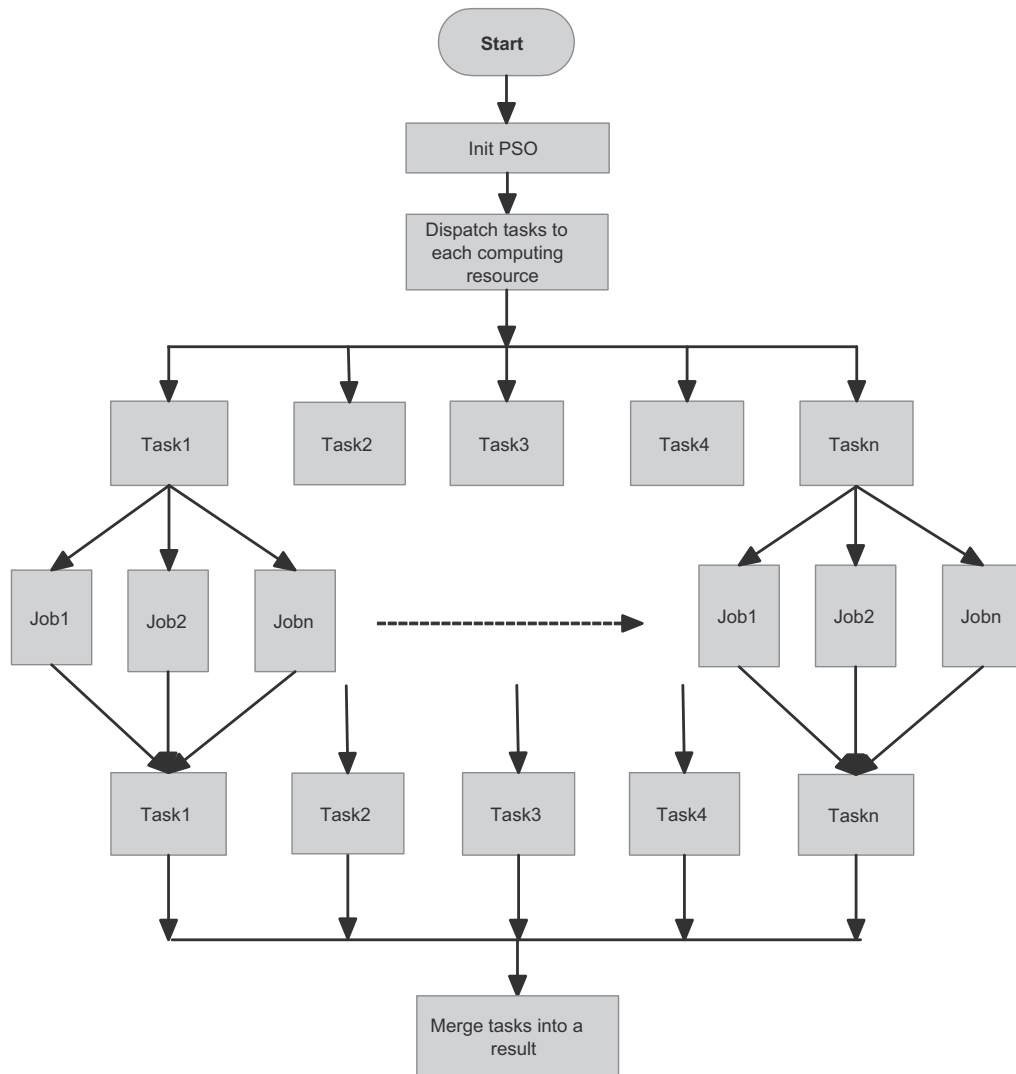 Start
Init PSO
Dispatch tasks to
each computing
resource
Task1
Task2
Task3
Task4
Taskn
Job1
Job2
Jobn
Job1
Job2
Jobn
Task1
Task2
Task3
Task4
Taskn
Merge tasks into a
result